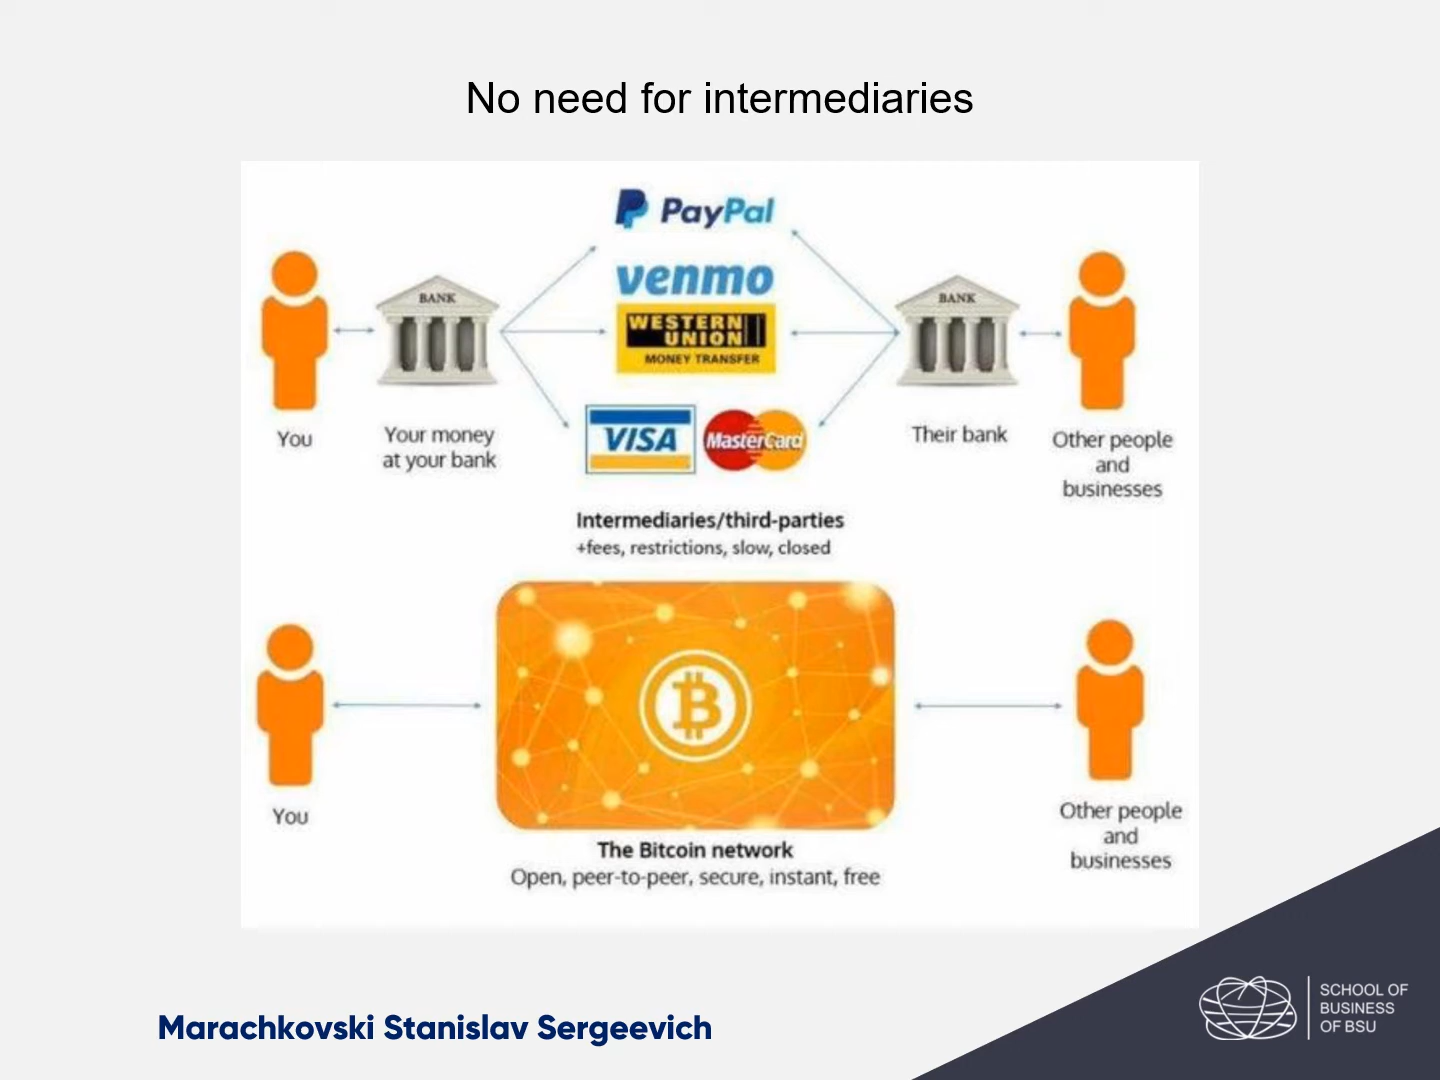 No need for intermediaries
PayPal
venmo
BANK
BANK
WESTERN
UNION
MONEY TRANSFER
VISA
MasterCard
You
Your money
at your bank
Their bank
Other people
and
businesses
Intermediaries/third-parties
+fees, restrictions, slow, closed
You
Other people
and
businesses
The Bitcoin network
Open, peer-to-peer, secure, instant, free
Marachkovski Stanislav Sergeevich
SCHOOL OF
BUSINESS
OF BSU